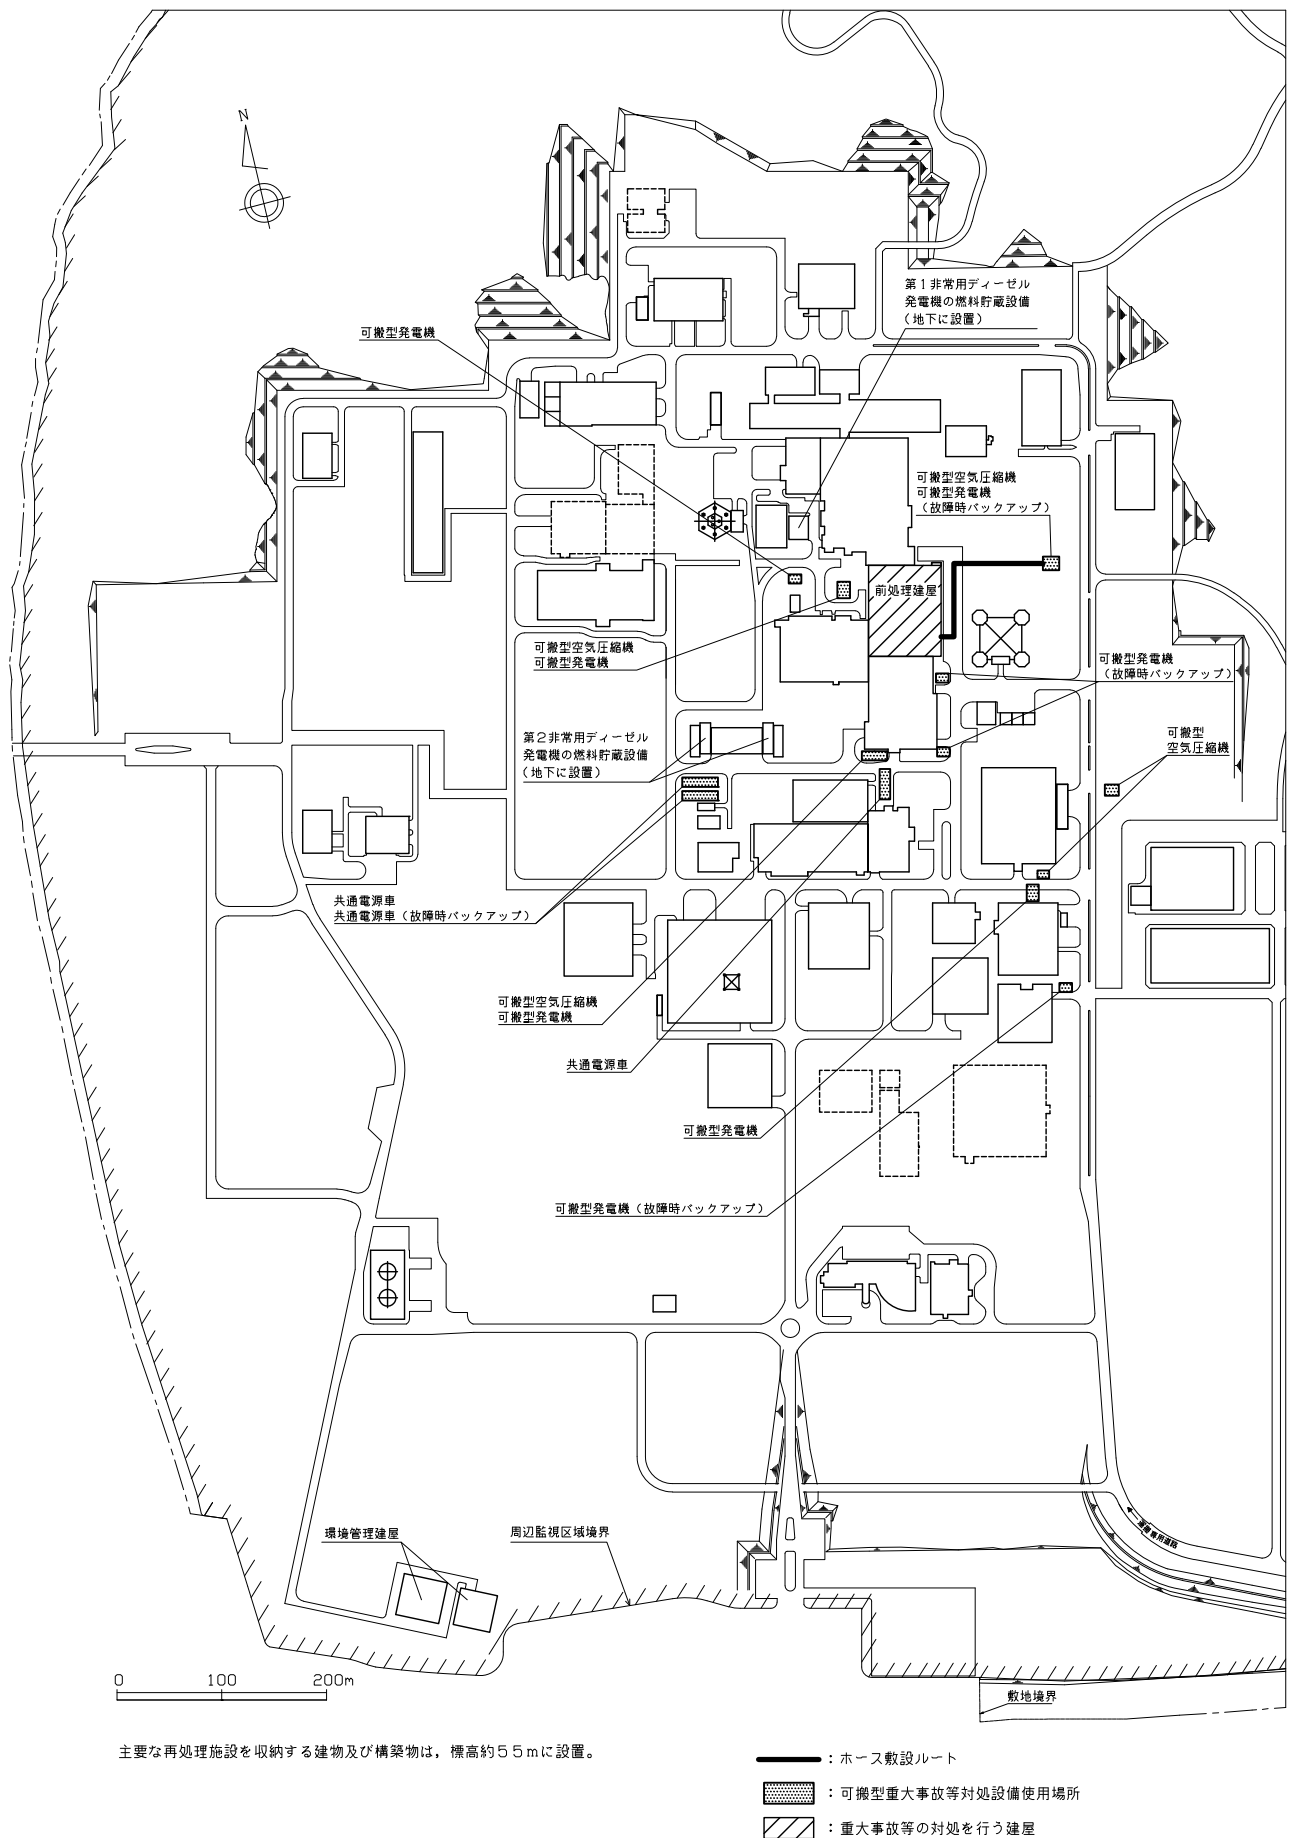 N
第１非常用ディーゼル
発電機の燃料貯蔵設備
（地下に設置）
可搬型発電機
可搬型空気圧縮機
可搬型発電機
（故障時バックアップ）
前処理建屋
可搬型空気圧縮機
可搬型発電機
可搬型発電機
（故障時バックアップ）
第２非常用ディーゼル
発電機の燃料貯蔵設備
（地下に設置）
可搬型
空気圧縮機
共通電源車
共通電源車（故障時バックアップ）
可搬型空気圧縮機
可搬型発電機
共通電源車
可搬型発電機
可搬型発電機（故障時バックアップ）
環境管理建屋
周辺監視区域境界
0 100 200m
敷地境界
主要な再処理施設を収納する建物及び構築物は，標高約５５ｍに設置。
：ホース敷設ルート
：可搬型重大事故等対処設備使用場所
：重大事故等の対処を行う建屋